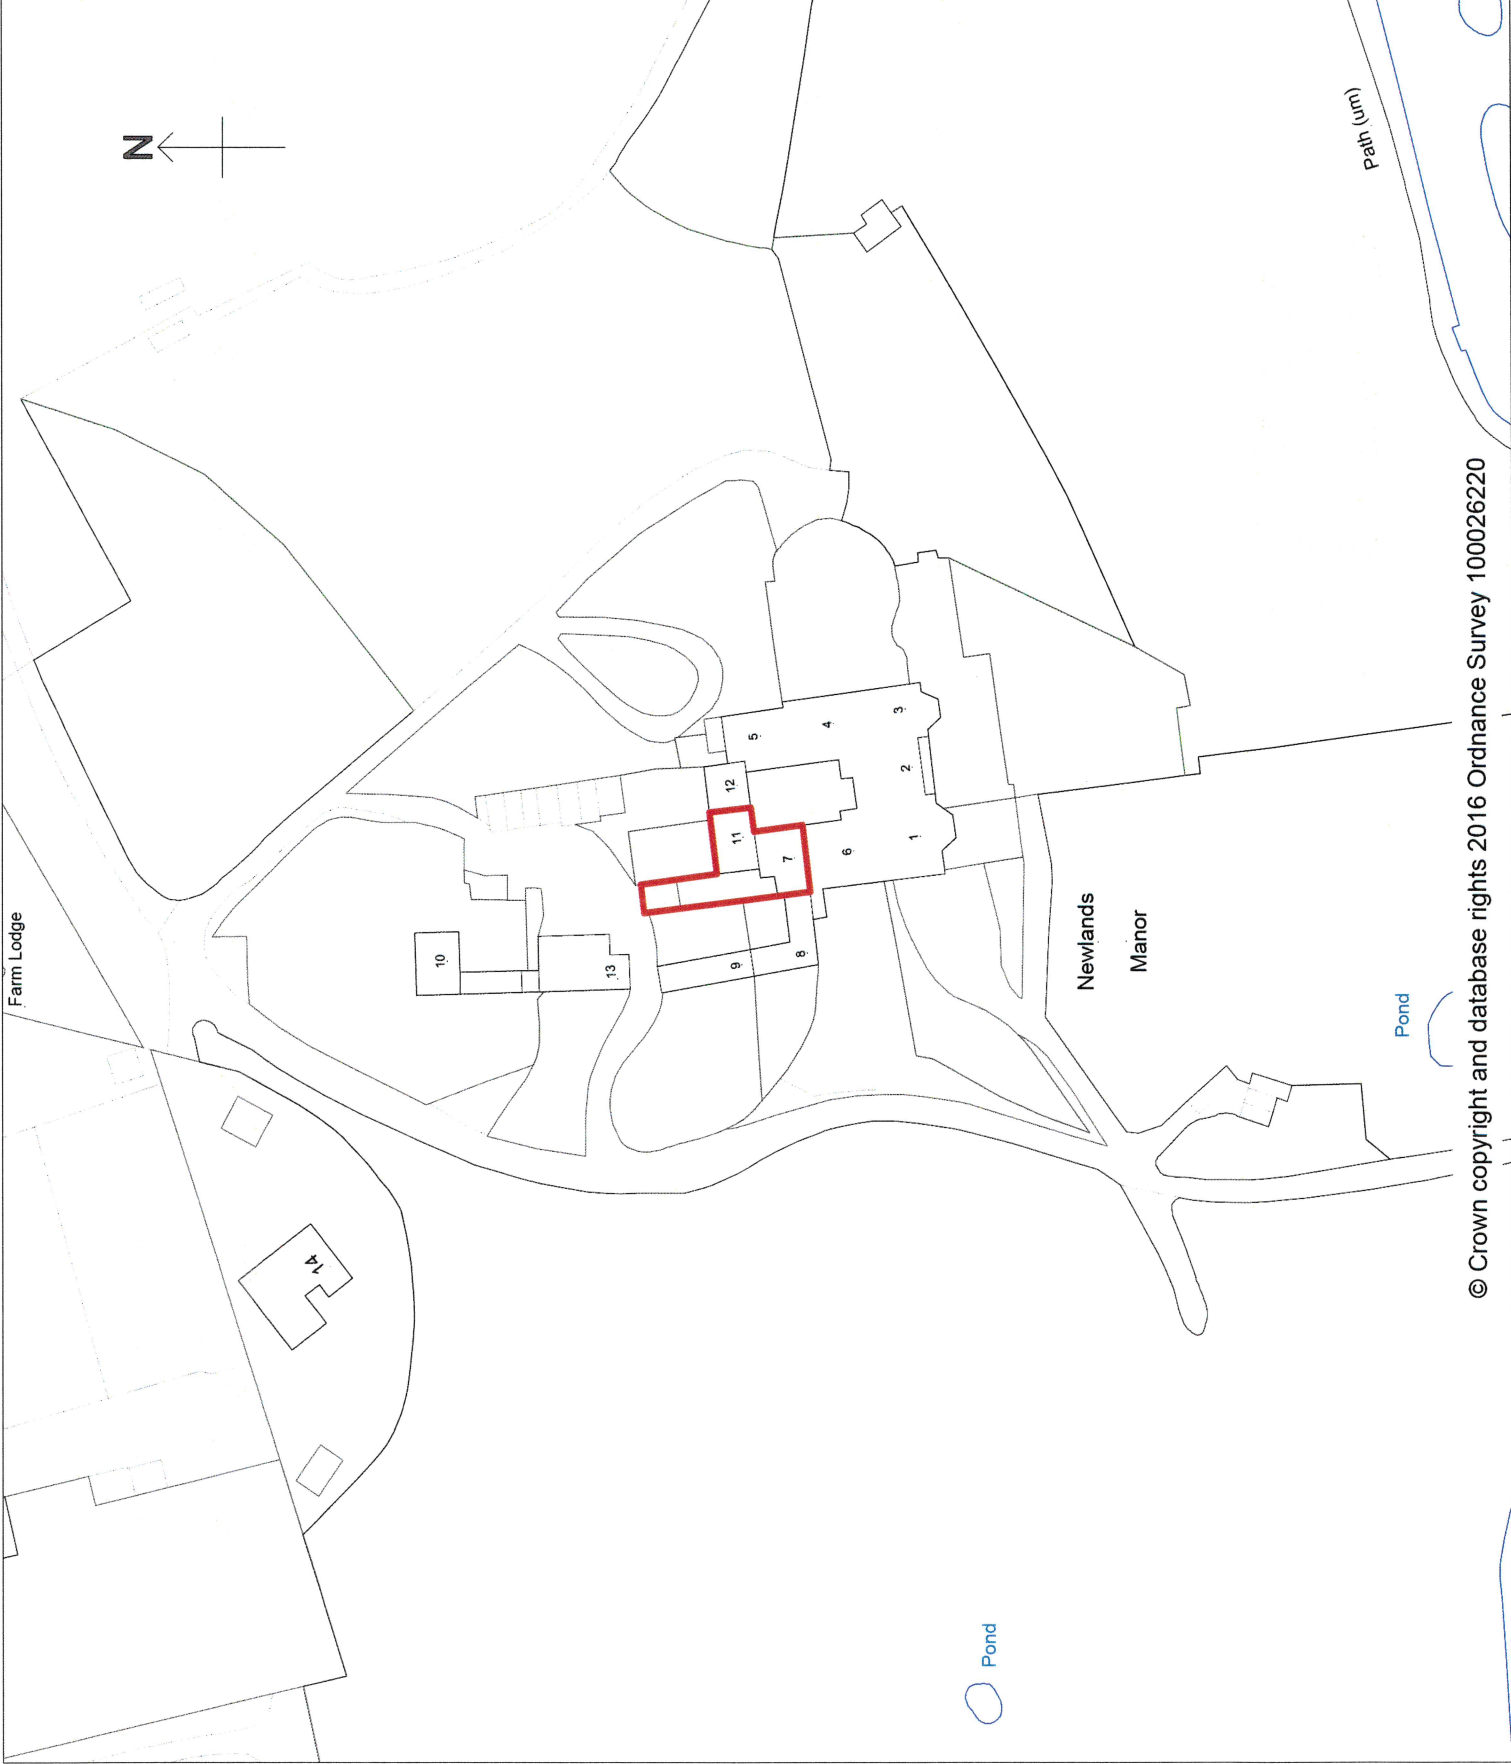 Farm Lodge
N
Path (um)
14
10
13
9
8
11
12
7
5
4
3
6
2
1
Newlands
Manor
Pond
Pond
© Crown copyright and database rights 2016 Ordnance Survey 100026220